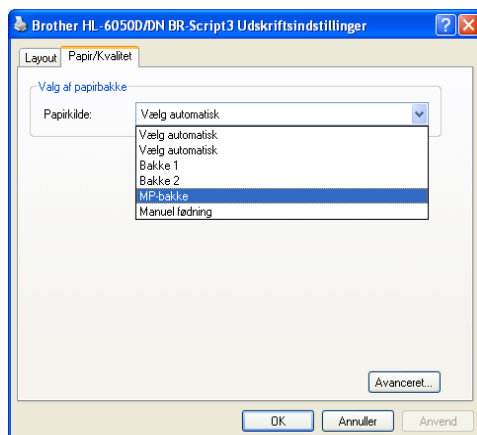 Brother HL-6050D/DN BR-Script3 Udskriftsindstillinger
Layout Papir/Kvalitet
Valg af papirbakke
Papirkilde: Vælg automatisk
Vælg automatisk
Vælg automatisk
Bakke 1
Bakke 2
MP-bakke
Manuel fødning
Avanceret...
OK Annuller Anvend